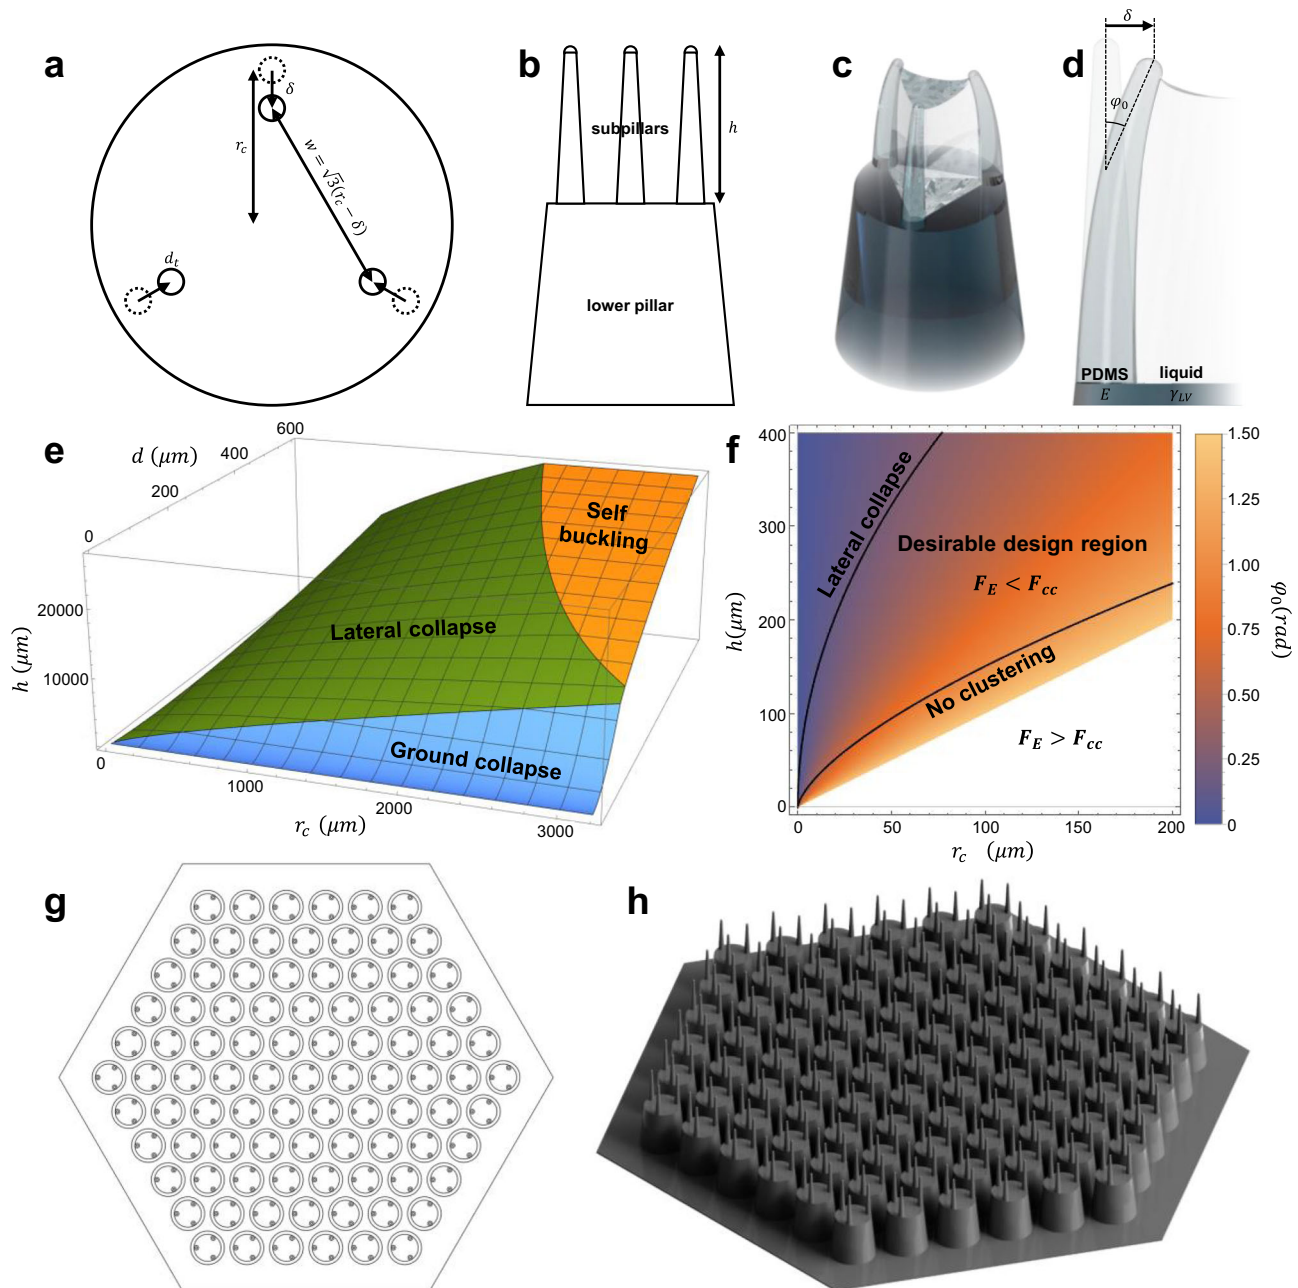 a
δ
r_c
w = √3(r_c − δ)
d_t
b
subpillars
h
lower pillar
c
d
δ
φ_0
PDMS
liquid
E
γ_LV
e
d (μm)
600
400
200
0
Self
buckling
Lateral collapse
Ground collapse
h (μm)
20000
10000
0
1000
2000
3000
r_c (μm)
f
400
300
200
100
0
h(μm)
Lateral collapse
Desirable design region
F_E < F_cc
No clustering
F_E > F_cc
0
50
100
150
200
r_c (μm)
1.50
1.25
1.00
0.75
0.50
0.25
0
φ_0(rad)
g
h